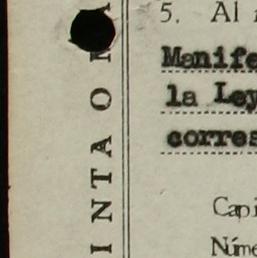 5. Al
Manife
la Ley
corres
Capi
Núme
INTAO